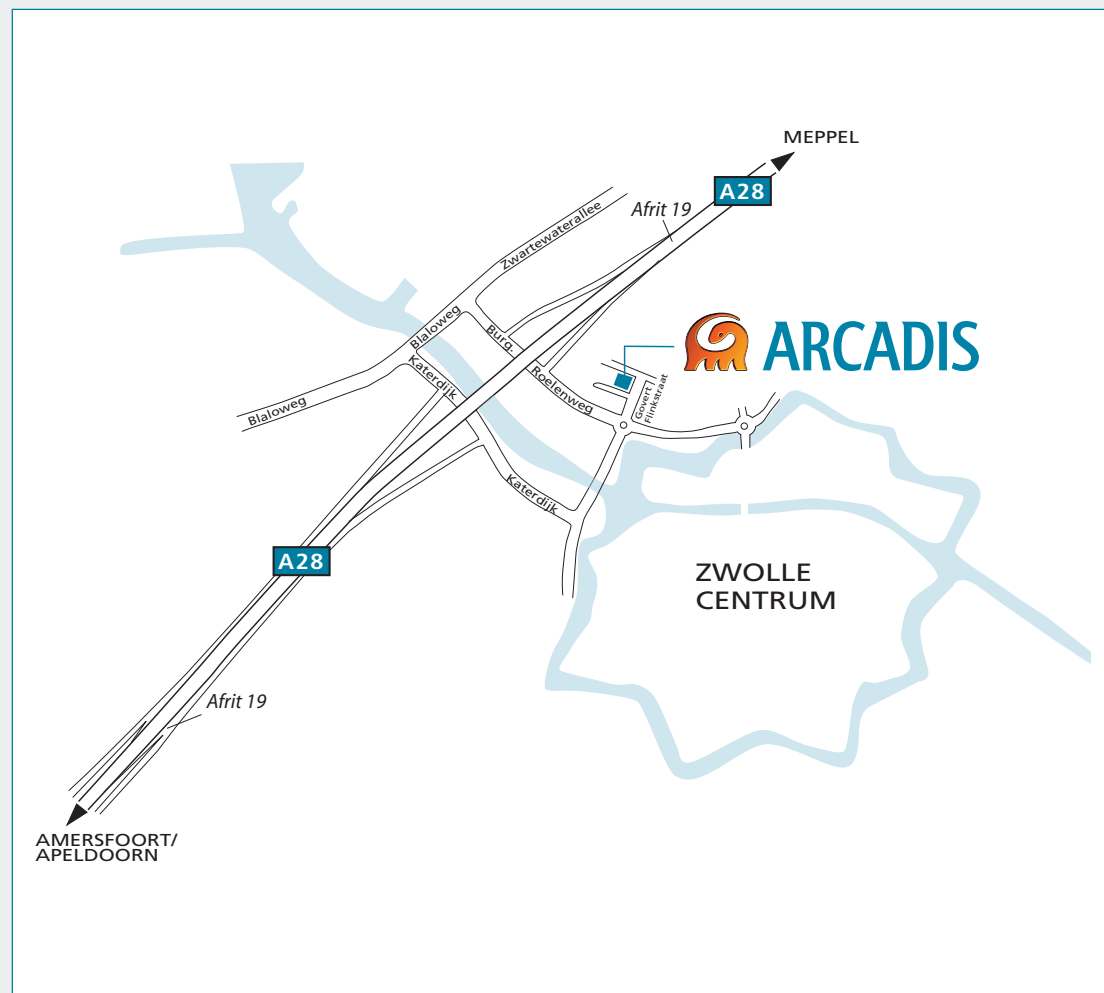 MEPPEL
A28
Afrit 19
Zwartewaterallee
Blaloweg
Burg.
Roelenweg
ARCADIS
Katerdijk
Govert
Flinkstraat
Blaloweg
Katerdijk
A28
ZWOLLE
CENTRUM
Afrit 19
AMERSFOORT/
APELDOORN